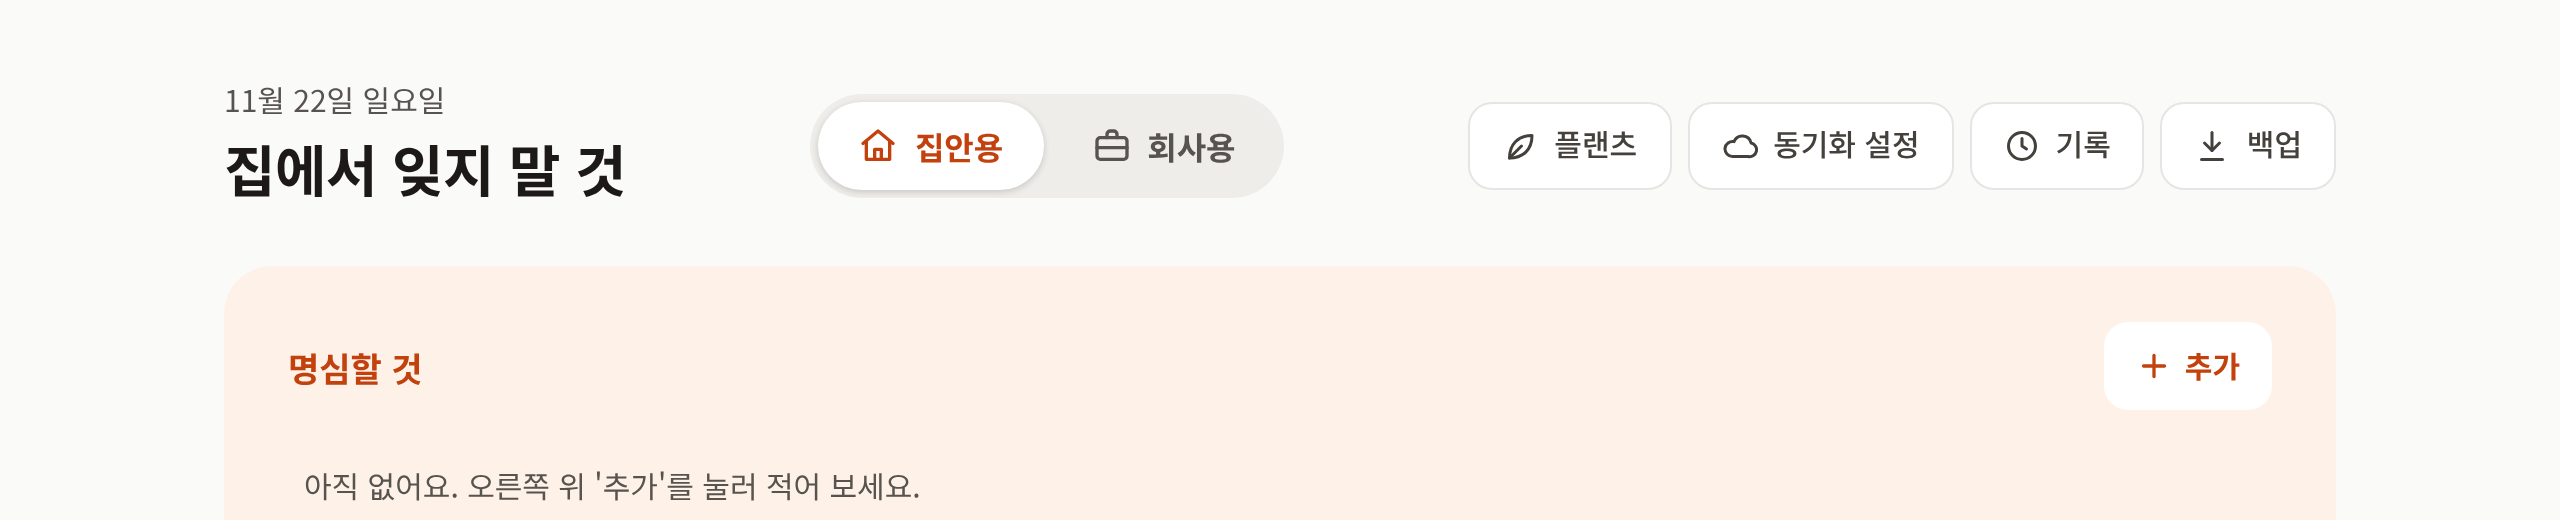 11월 22일 일요일
집에서 잊지 말 것
집안용
회사용
플랜츠
동기화 설정
기록
백업
명심할 것
추가
아직 없어요. 오른쪽 위 '추가'를 눌러 적어 보세요.